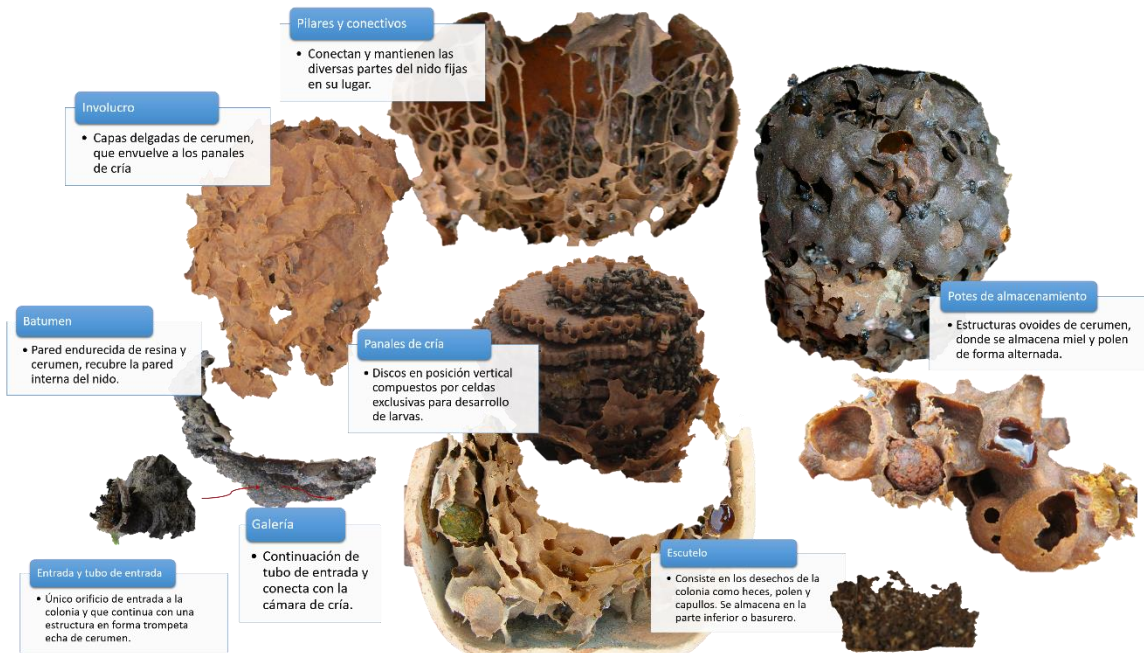 Pilares y conectivos
• Conectan y mantienen las
diversas partes del nido fijas
en su lugar.
Involucro
• Capas delgadas de cerumen,
que envuelve a los panales
de cría
Batumen
• Pared endurecida de resina y
cerumen, recubre la pared
interna del nido.
Panales de cría
• Discos en posición vertical
compuestos por celdas
exclusivas para desarrollo
de larvas.
Potes de almacenamiento
• Estructuras ovoides de cerumen,
donde se almacena miel y polen
de forma alternada.
Galería
• Continuación de
tubo de entrada y
conecta con la
cámara de cría.
Entrada y tubo de entrada
• Único orificio de entrada a la
colonia y que continua con una
estructura en forma trompeta
echa de cerumen.
Escutelo
• Consiste en los desechos de la
colonia como heces, polen y
capullos. Se almacena en la
parte inferior o basurero.